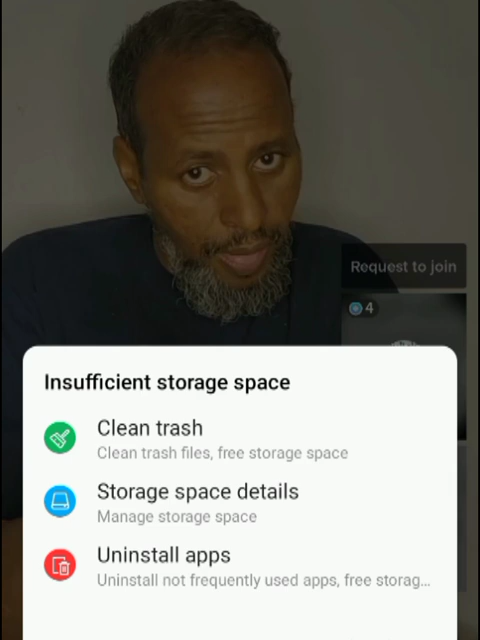 Request to join
4
Insufficient storage space
Clean trash
Clean trash files, free storage space
Storage space details
Manage storage space
Uninstall apps
Uninstall not frequently used apps, free storag...